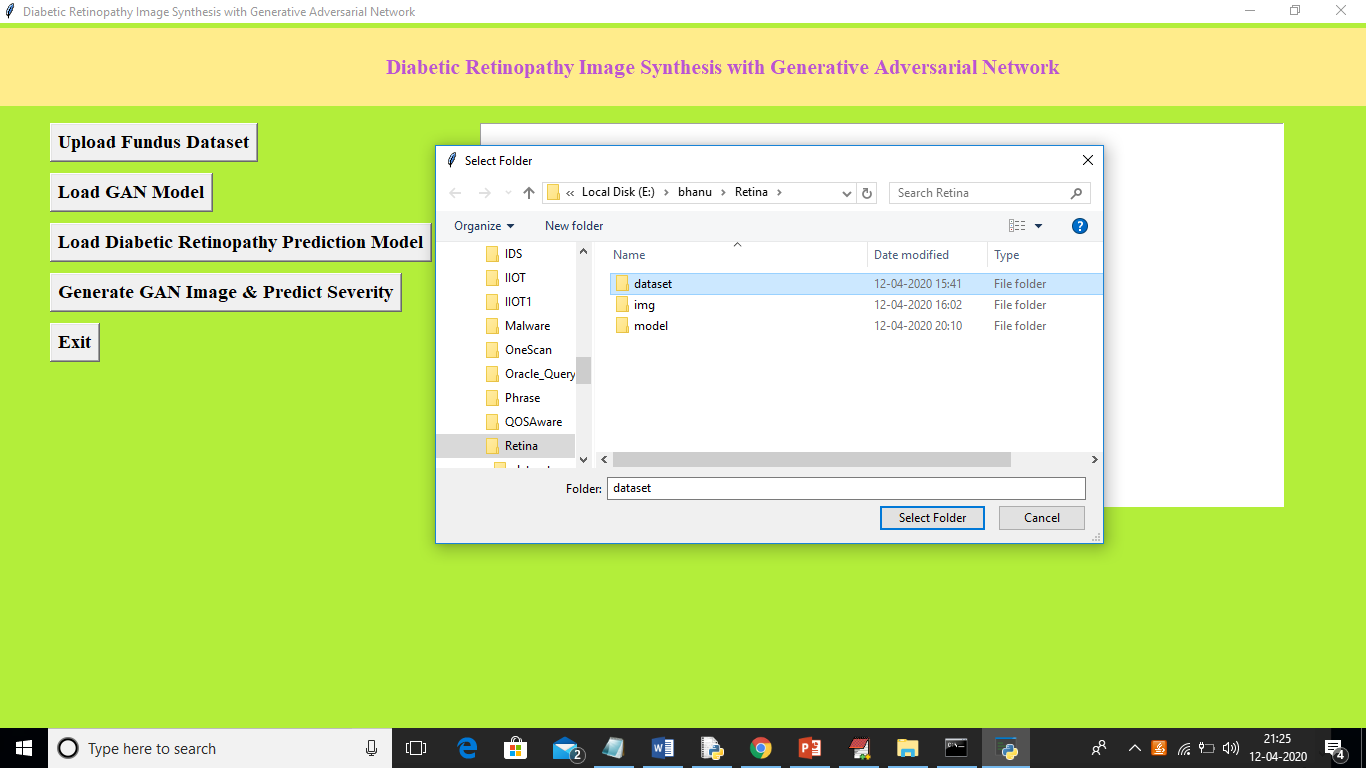 Diabetic Retinopathy Image Synthesis with Generative Adversarial Network
Diabetic Retinopathy Image Synthesis with Generative Adversarial Network
Upload Fundus Dataset
Load GAN Model
Load Diabetic Retinopathy Prediction Model
Generate GAN Image & Predict Severity
Exit
Select Folder
« Local Disk (E:) > bhanu > Retina >
Search Retina
Organize
New folder
IDS
IIOT
IIOT1
Malware
OneScan
Oracle_Query
Phrase
QOSAware
Retina
Name Date modified Type
dataset 12-04-2020 15:41 File folder
img 12-04-2020 16:02 File folder
model 12-04-2020 20:10 File folder
Folder: dataset
Select Folder
Cancel
Type here to search
2
21:25
12-04-2020
4